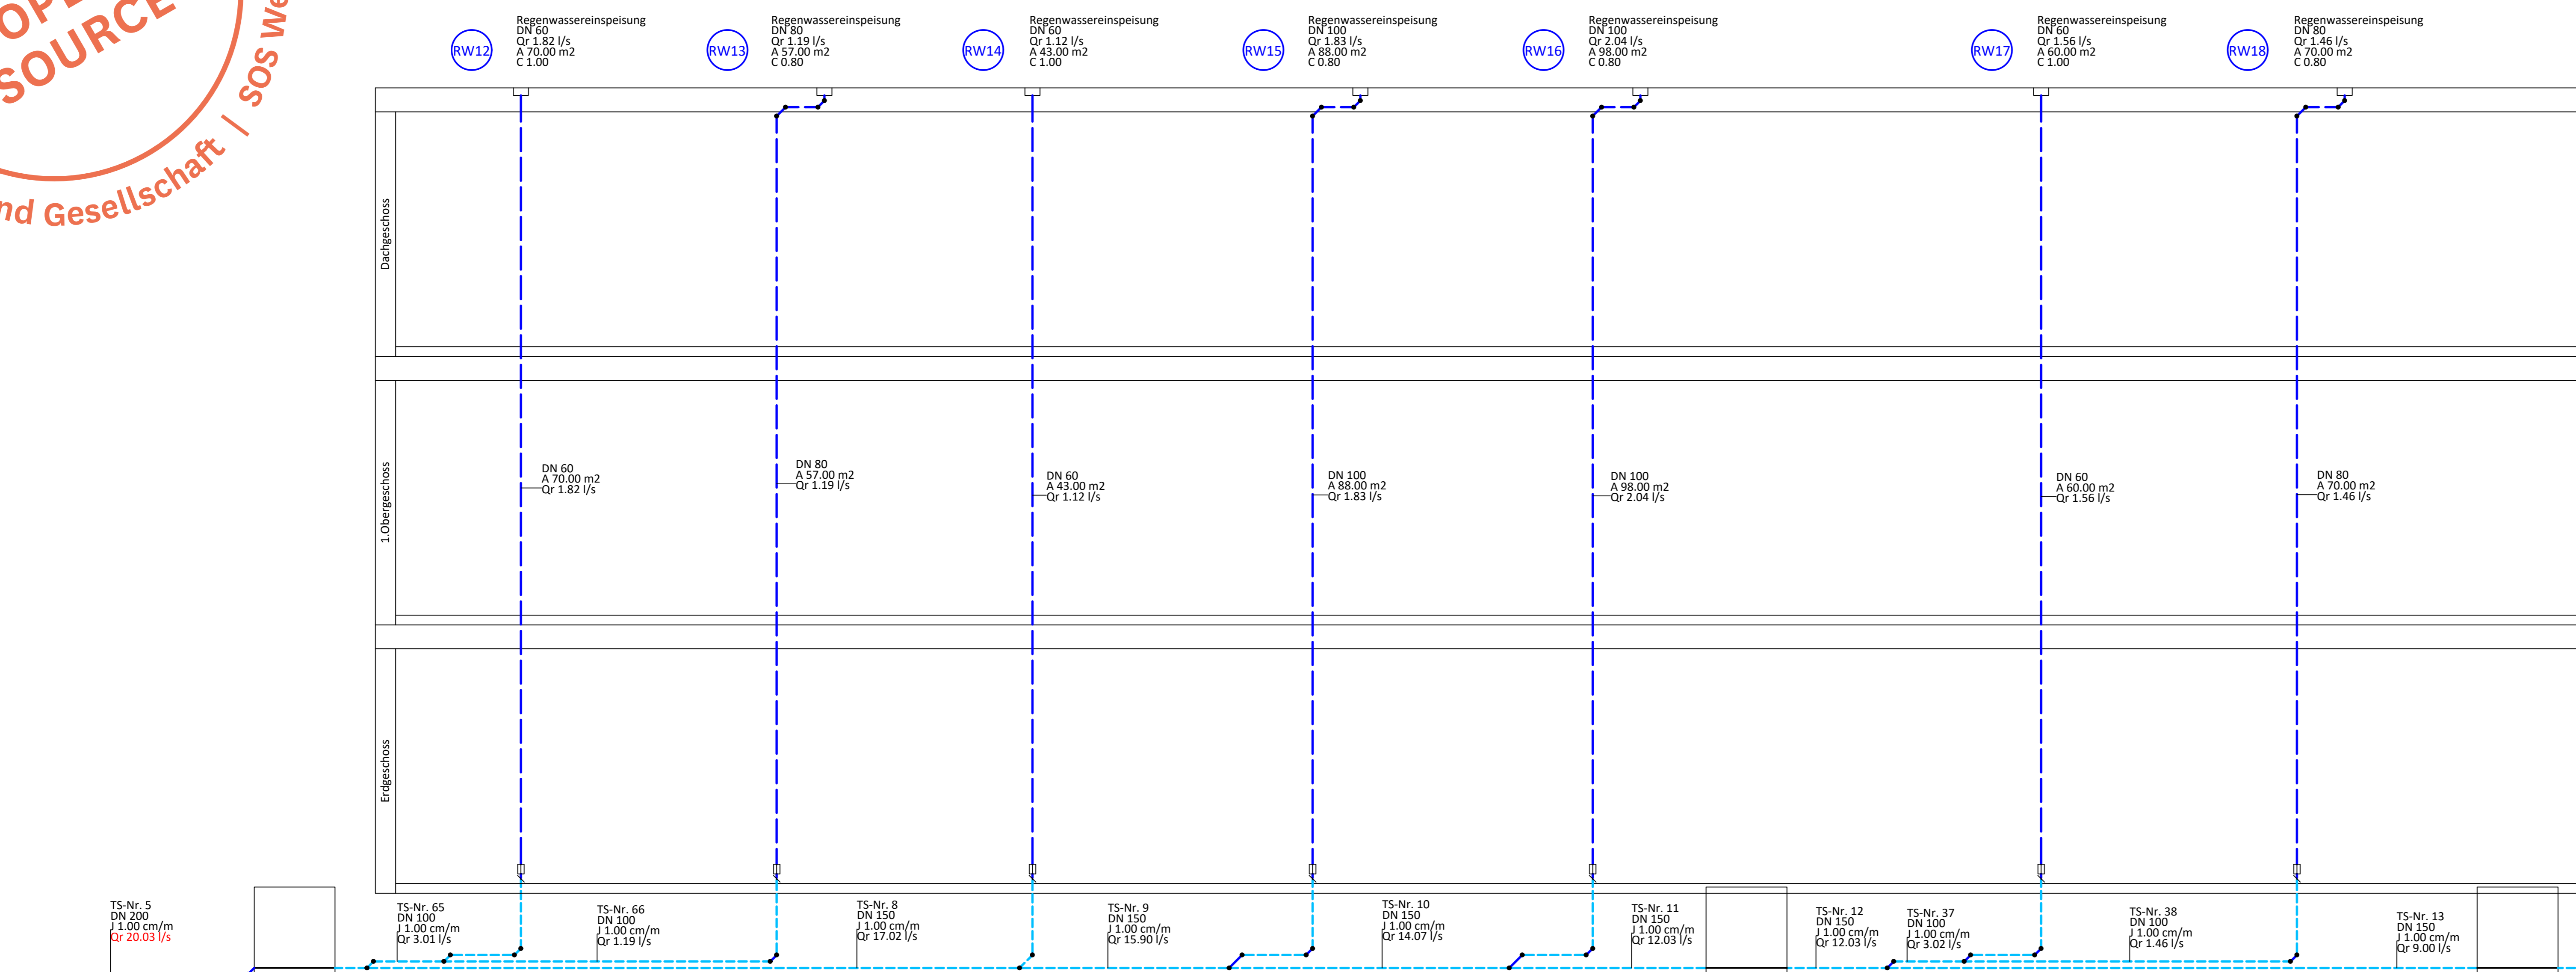 SOURCE
nd Gesellschaft | SOS We
RW12
Regenwassereinspeisung
DN 60
Qr 1.82 l/s
A 70.00 m2
C 1.00
RW13
Regenwassereinspeisung
DN 80
Qr 1.19 l/s
A 57.00 m2
C 0.80
RW14
Regenwassereinspeisung
DN 60
Qr 1.12 l/s
A 43.00 m2
C 1.00
RW15
Regenwassereinspeisung
DN 100
Qr 1.83 l/s
A 88.00 m2
C 0.80
RW16
Regenwassereinspeisung
DN 100
Qr 2.04 l/s
A 98.00 m2
C 0.80
RW17
Regenwassereinspeisung
DN 60
Qr 1.56 l/s
A 60.00 m2
C 1.00
RW18
Regenwassereinspeisung
DN 80
Qr 1.46 l/s
A 70.00 m2
C 0.80
Dachgeschoss
1.Obergeschoss
DN 60
A 70.00 m2
Qr 1.82 l/s
DN 80
A 57.00 m2
Qr 1.19 l/s
DN 60
A 43.00 m2
Qr 1.12 l/s
DN 100
A 88.00 m2
Qr 1.83 l/s
DN 100
A 98.00 m2
Qr 2.04 l/s
DN 60
A 60.00 m2
Qr 1.56 l/s
DN 80
A 70.00 m2
Qr 1.46 l/s
Erdgeschoss
TS-Nr. 5
DN 200
J 1.00 cm/m
Qr 20.03 l/s
TS-Nr. 65
DN 100
J 1.00 cm/m
Qr 3.01 l/s
TS-Nr. 66
DN 100
J 1.00 cm/m
Qr 1.19 l/s
TS-Nr. 8
DN 150
J 1.00 cm/m
Qr 17.02 l/s
TS-Nr. 9
DN 150
J 1.00 cm/m
Qr 15.90 l/s
TS-Nr. 10
DN 150
J 1.00 cm/m
Qr 14.07 l/s
TS-Nr. 11
DN 150
J 1.00 cm/m
Qr 12.03 l/s
TS-Nr. 12
DN 150
J 1.00 cm/m
Qr 12.03 l/s
TS-Nr. 37
DN 100
J 1.00 cm/m
Qr 3.02 l/s
TS-Nr. 38
DN 100
J 1.00 cm/m
Qr 1.46 l/s
TS-Nr. 13
DN 150
J 1.00 cm/m
Qr 9.00 l/s